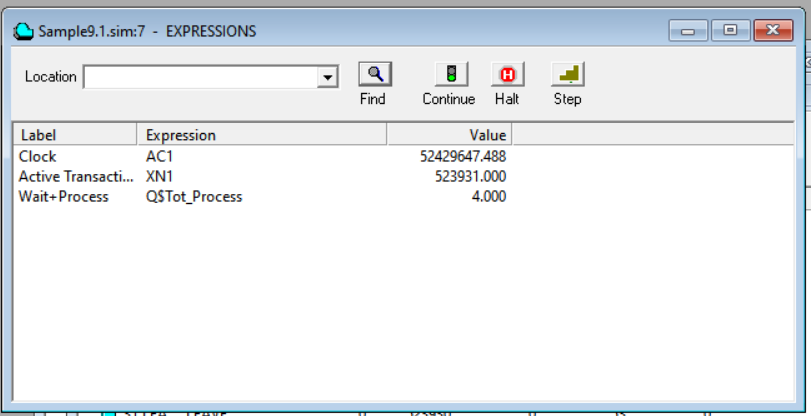 Sample9.1.sim:7 - EXPRESSIONS
Location
Find Continue Halt Step
Label Expression Value
Clock AC1 52429647.488
Active Transacti... XN1 523931.000
Wait+Process Q$Tot_Process 4.000